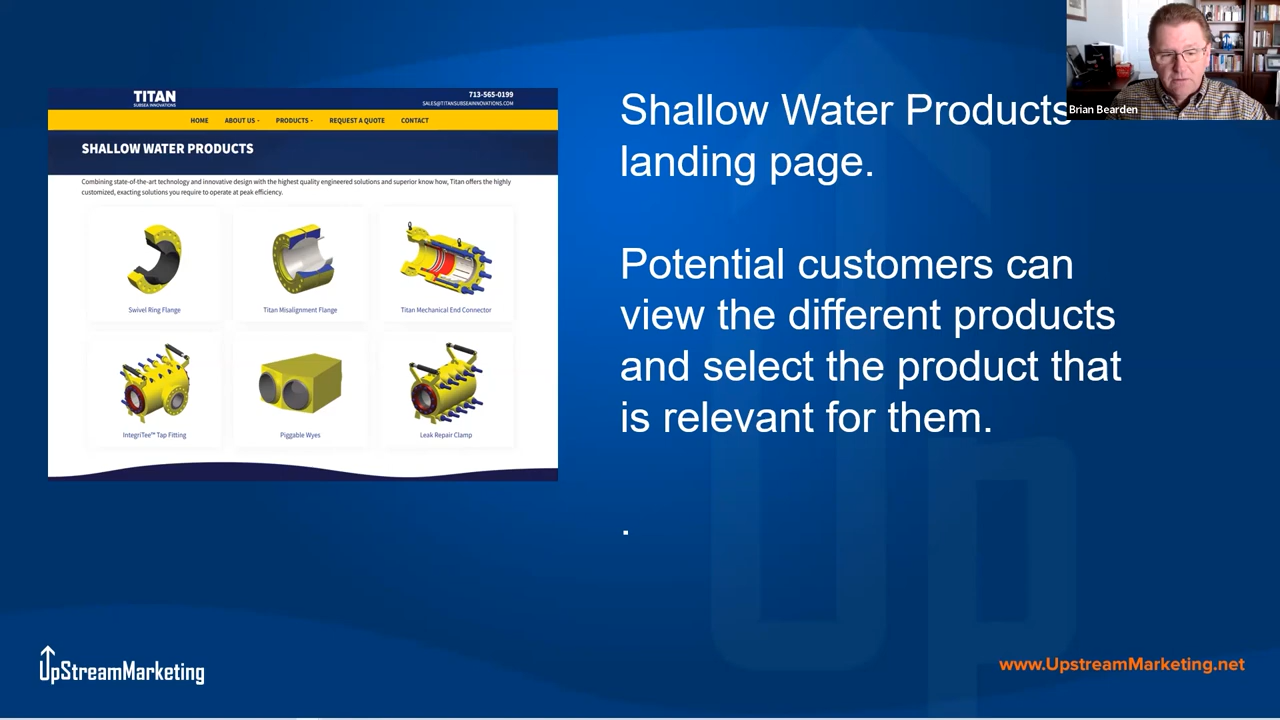 TITAN
SUBSEA INNOVATIONS
713-565-0199
SALES@TITANSUBSEAINNOVATIONS.COM
HOME ABOUT US PRODUCTS REQUEST A QUOTE CONTACT
SHALLOW WATER PRODUCTS
Combining state-of-the-art technology and innovative design with the highest quality engineered solutions and superior know how, Titan offers the highly
customized, exacting solutions you require to operate at peak efficiency.
Swivel Ring Flange
Titan Misalignment Flange
Titan Mechanical End Connector
IntegriTee™ Tap Fitting
Piggable Wyes
Leak Repair Clamp
Shallow Water Products
landing page.
Potential customers can
view the different products
and select the product that
is relevant for them.
.
Brian Bearden
UpStreamMarketing
www.UpstreamMarketing.net
Up